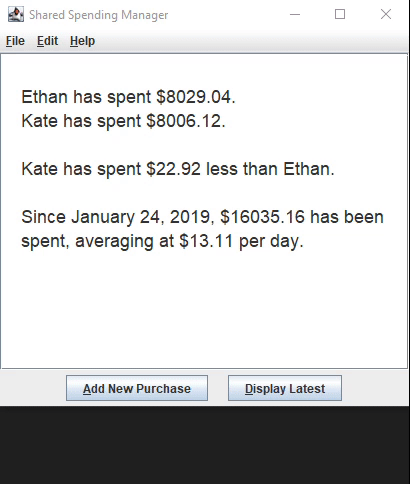 Shared Spending Manager
File Edit Help
Ethan has spent $8029.04.
Kate has spent $8006.12.
Kate has spent $22.92 less than Ethan.
Since January 24, 2019, $16035.16 has been
spent, averaging at $13.11 per day.
Add New Purchase Display Latest